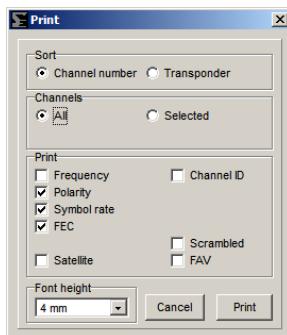 Print
Sort
Channel number Transponder
Channels
All Selected
Print
Frequency Channel ID
Polarity
Symbol rate
FEC
Scrambled
Satellite FAV
Font height
4 mm Cancel Print